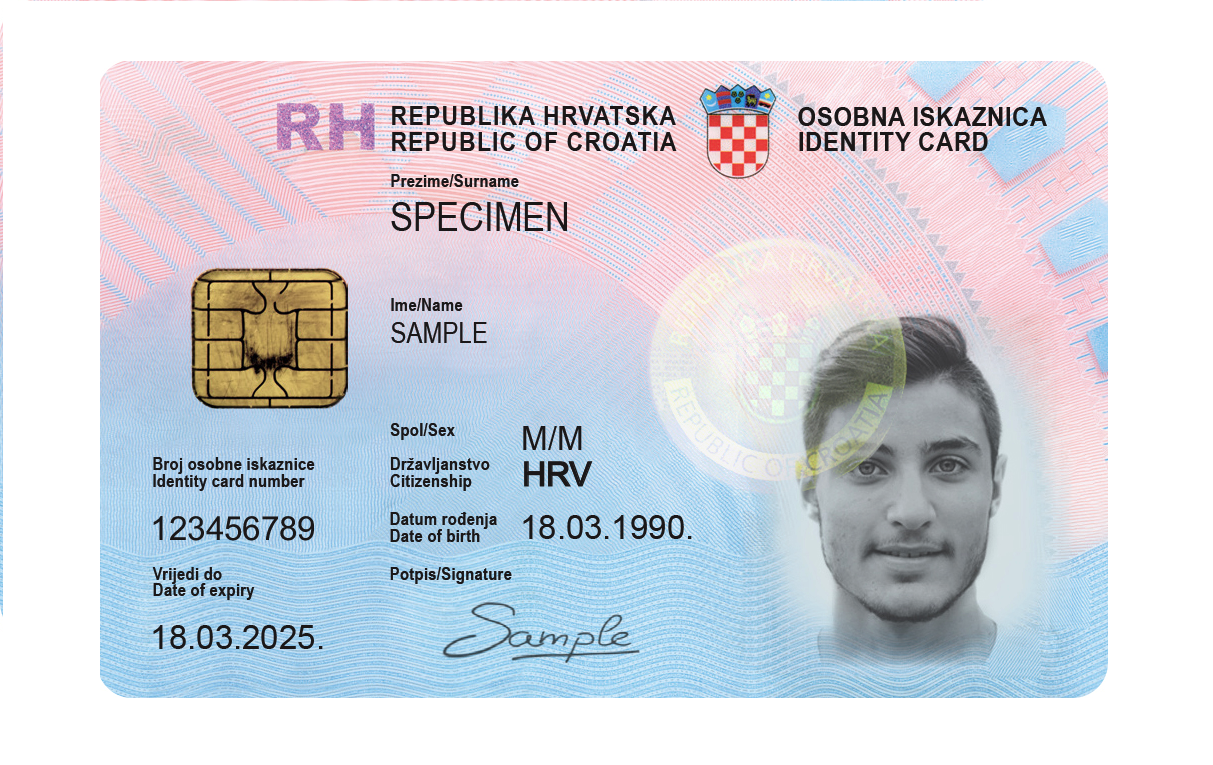 RH
REPUBLIKA HRVATSKA
REPUBLIC OF CROATIA
OSOBNA ISKAZNICA
IDENTITY CARD
Prezime/Surname
SPECIMEN
Ime/Name
SAMPLE
REPUBLIKA HRVATSKA
REPUBLIC OF CROATIA
Spol/Sex
M/M
Državljanstvo
Citizenship
HRV
Broj osobne iskaznice
Identity card number
123456789
Datum rođenja
Date of birth
18.03.1990.
Vrijedi do
Date of expiry
18.03.2025.
Potpis/Signature
Sample